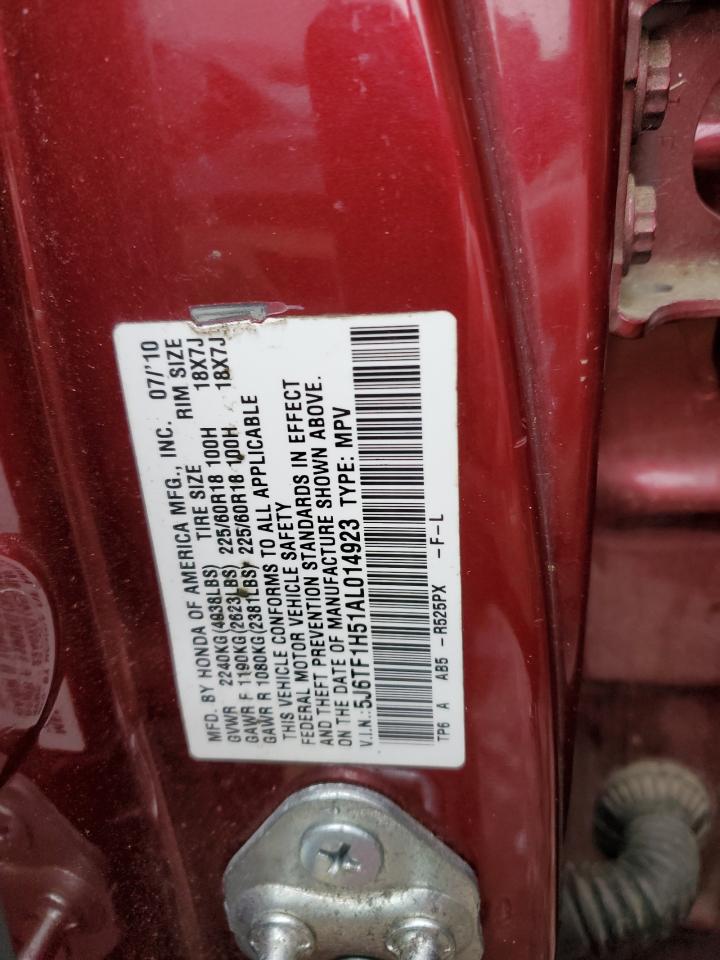 MFD. BY HONDA OF AMERICA MFG., INC. 07/'10
TIRE SIZE RIM SIZE
GVWR 2240KG(4938LBS)
GAWR F 1190KG(2623LBS) 225/60R18 100H 18X7J
GAWR R 1080KG(2381LBS) 225/60R18 100H 18X7J
THIS VEHICLE CONFORMS TO ALL APPLICABLE
FEDERAL MOTOR VEHICLE SAFETY
AND THEFT PREVENTION STANDARDS IN EFFECT
ON THE DATE OF MANUFACTURE SHOWN ABOVE.
V.I.N.:5J6TF1H51AL014923 TYPE: MPV
TP6 A AB5 -R525PX -F-L